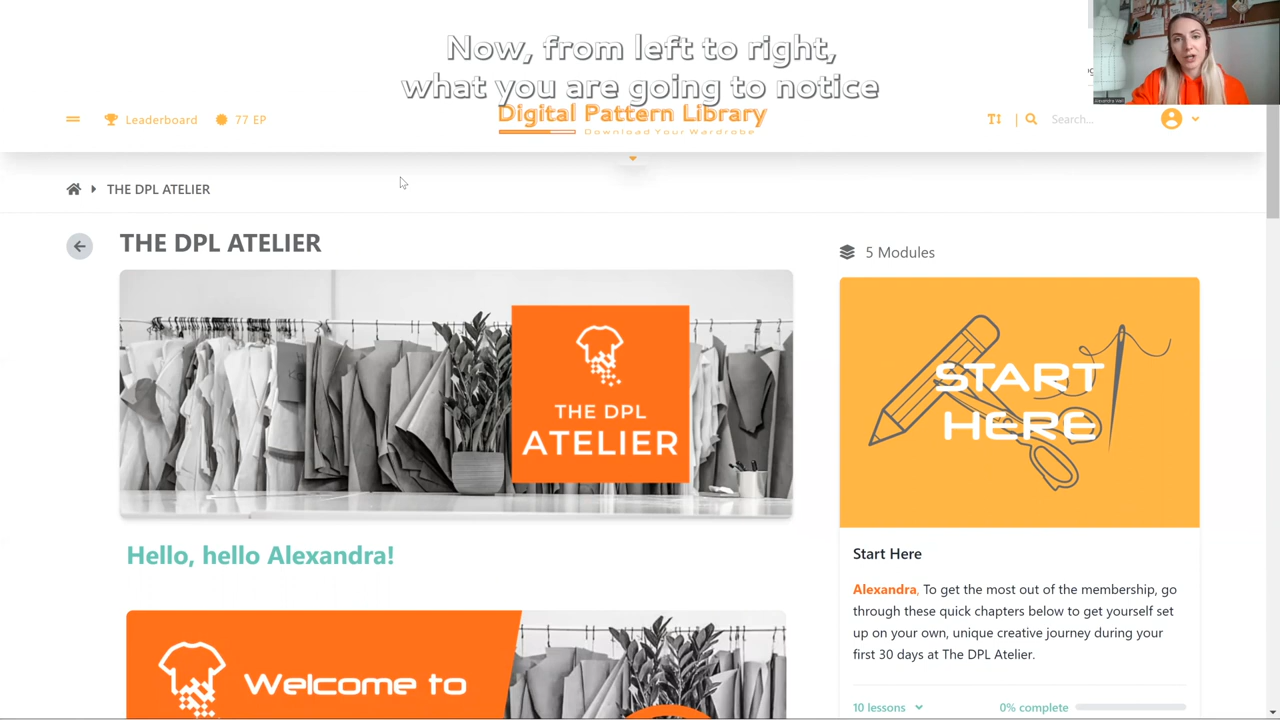 Now, from left to right,
what you are going to notice
Leaderboard
77 EP
Digital Pattern Library
Download Your Wardrobe
Search...
THE DPL ATELIER
THE DPL ATELIER
5 Modules
THE DPL
ATELIER
START
HERE
Hello, hello Alexandra!
Start Here
Alexandra, To get the most out of the membership, go
through these quick chapters below to get yourself set
up on your own, unique creative journey during your
first 30 days at The DPL Atelier.
Welcome to
10 lessons
0% complete